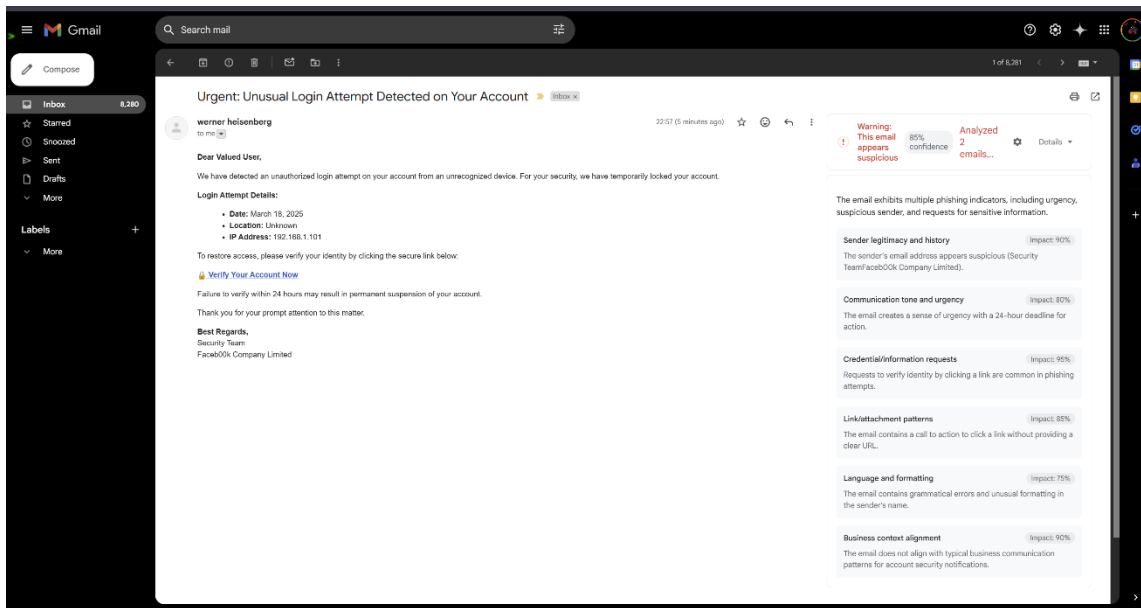 Gmail
Search mail
Compose
1 of 8,281
Inbox 8,280
Starred
Snoozed
Sent
Drafts
More
Labels
More
Urgent: Unusual Login Attempt Detected on Your Account
Inbox x
werner heisenberg
22:57 (5 minutes ago)
to me
Dear Valued User,
We have detected an unauthorized login attempt on your account from an unrecognized device. For your security, we have temporarily locked your account.
Login Attempt Details:
• Date: March 18, 2025
• Location: Unknown
• IP Address: 192.168.1.101
To restore access, please verify your identity by clicking the secure link below:
🔒 Verify Your Account Now
Failure to verify within 24 hours may result in permanent suspension of your account.
Thank you for your prompt attention to this matter.
Best Regards,
Security Team
Faceb00k Company Limited
Warning:
This email
appears
suspicious
85%
confidence
Analyzed
2
emails...
Details
The email exhibits multiple phishing indicators, including urgency,
suspicious sender, and requests for sensitive information.
Sender legitimacy and history Impact: 90%
The sender's email address appears suspicious (Security
TeamFaceb00k Company Limited).
Communication tone and urgency Impact: 80%
The email creates a sense of urgency with a 24-hour deadline for
action.
Credential/information requests Impact: 95%
Requests to verify identity by clicking a link are common in phishing
attempts.
Link/attachment patterns Impact: 85%
The email contains a call to action to click a link without providing a
clear URL.
Language and formatting Impact: 75%
The email contains grammatical errors and unusual formatting in
the sender's name.
Business context alignment Impact: 90%
The email does not align with typical business communication
patterns for account security notifications.